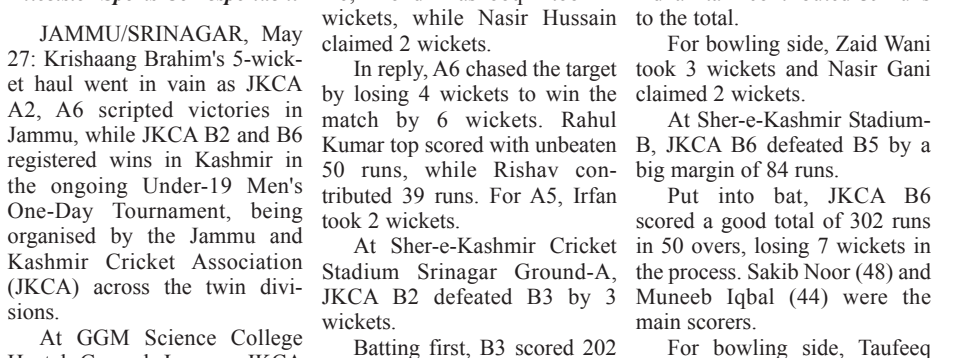 JAMMU/SRINAGAR, May
27: Krishaang Brahim's 5-wick-
et haul went in vain as JKCA
A2, A6 scripted victories in
Jammu, while JKCA B2 and B6
registered wins in Kashmir in
the ongoing Under-19 Men's
One-Day Tournament, being
organised by the Jammu and
Kashmir Cricket Association
(JKCA) across the twin divi-
sions.
At GGM Science College
wickets, while Nasir Hussain
claimed 2 wickets.
In reply, A6 chased the target
by losing 4 wickets to win the
match by 6 wickets. Rahul
Kumar top scored with unbeaten
50 runs, while Rishav con-
tributed 39 runs. For A5, Irfan
took 2 wickets.
At Sher-e-Kashmir Cricket
Stadium Srinagar Ground-A,
JKCA B2 defeated B3 by 3
wickets.
Batting first, B3 scored 202
to the total.
For bowling side, Zaid Wani
took 3 wickets and Nasir Gani
claimed 2 wickets.
At Sher-e-Kashmir Stadium-
B, JKCA B6 defeated B5 by a
big margin of 84 runs.
Put into bat, JKCA B6
scored a good total of 302 runs
in 50 overs, losing 7 wickets in
the process. Sakib Noor (48) and
Muneeb Iqbal (44) were the
main scorers.
For bowling side, Taufeeq